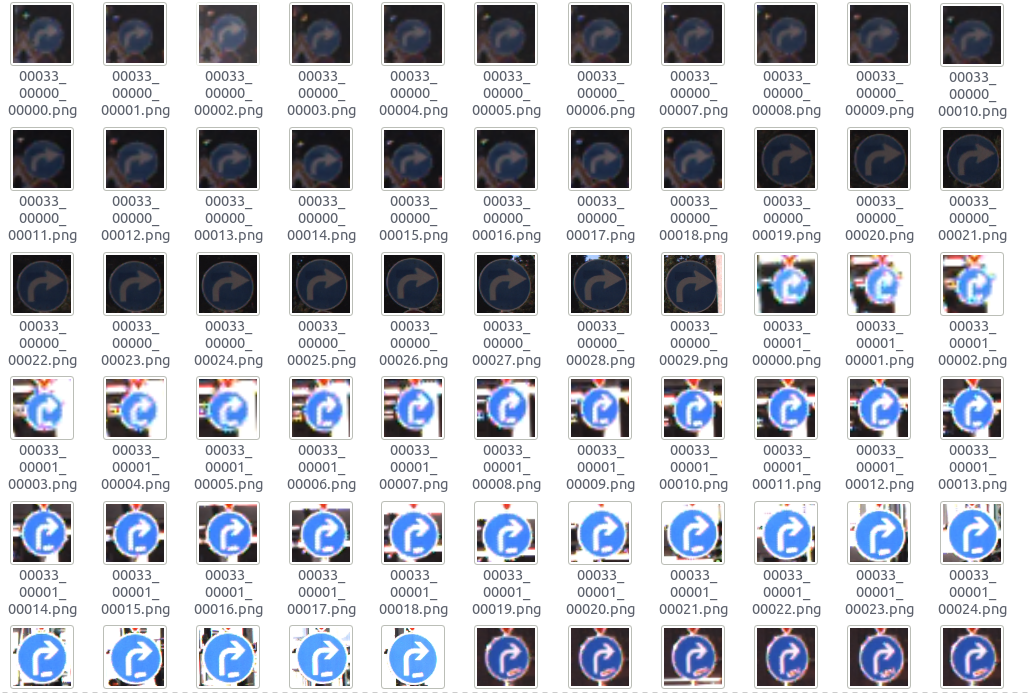 00033_ 00033_ 00033_ 00033_ 00033_ 00033_ 00033_ 00033_ 00033_ 00033_ 00033_
00000_ 00000_ 00000_ 00000_ 00000_ 00000_ 00000_ 00000_ 00000_ 00000_ 00000_
00000.png 00001.png 00002.png 00003.png 00004.png 00005.png 00006.png 00007.png 00008.png 00009.png 00010.png
00033_ 00033_ 00033_ 00033_ 00033_ 00033_ 00033_ 00033_ 00033_ 00033_ 00033_
00000_ 00000_ 00000_ 00000_ 00000_ 00000_ 00000_ 00000_ 00000_ 00000_ 00000_
00011.png 00012.png 00013.png 00014.png 00015.png 00016.png 00017.png 00018.png 00019.png 00020.png 00021.png
00033_ 00033_ 00033_ 00033_ 00033_ 00033_ 00033_ 00033_ 00033_ 00033_ 00033_
00000_ 00000_ 00000_ 00000_ 00000_ 00000_ 00000_ 00000_ 00001_ 00001_ 00001_
00022.png 00023.png 00024.png 00025.png 00026.png 00027.png 00028.png 00029.png 00000.png 00001.png 00002.png
00033_ 00033_ 00033_ 00033_ 00033_ 00033_ 00033_ 00033_ 00033_ 00033_ 00033_
00001_ 00001_ 00001_ 00001_ 00001_ 00001_ 00001_ 00001_ 00001_ 00001_ 00001_
00003.png 00004.png 00005.png 00006.png 00007.png 00008.png 00009.png 00010.png 00011.png 00012.png 00013.png
00033_ 00033_ 00033_ 00033_ 00033_ 00033_ 00033_ 00033_ 00033_ 00033_ 00033_
00001_ 00001_ 00001_ 00001_ 00001_ 00001_ 00001_ 00001_ 00001_ 00001_ 00001_
00014.png 00015.png 00016.png 00017.png 00018.png 00019.png 00020.png 00021.png 00022.png 00023.png 00024.png